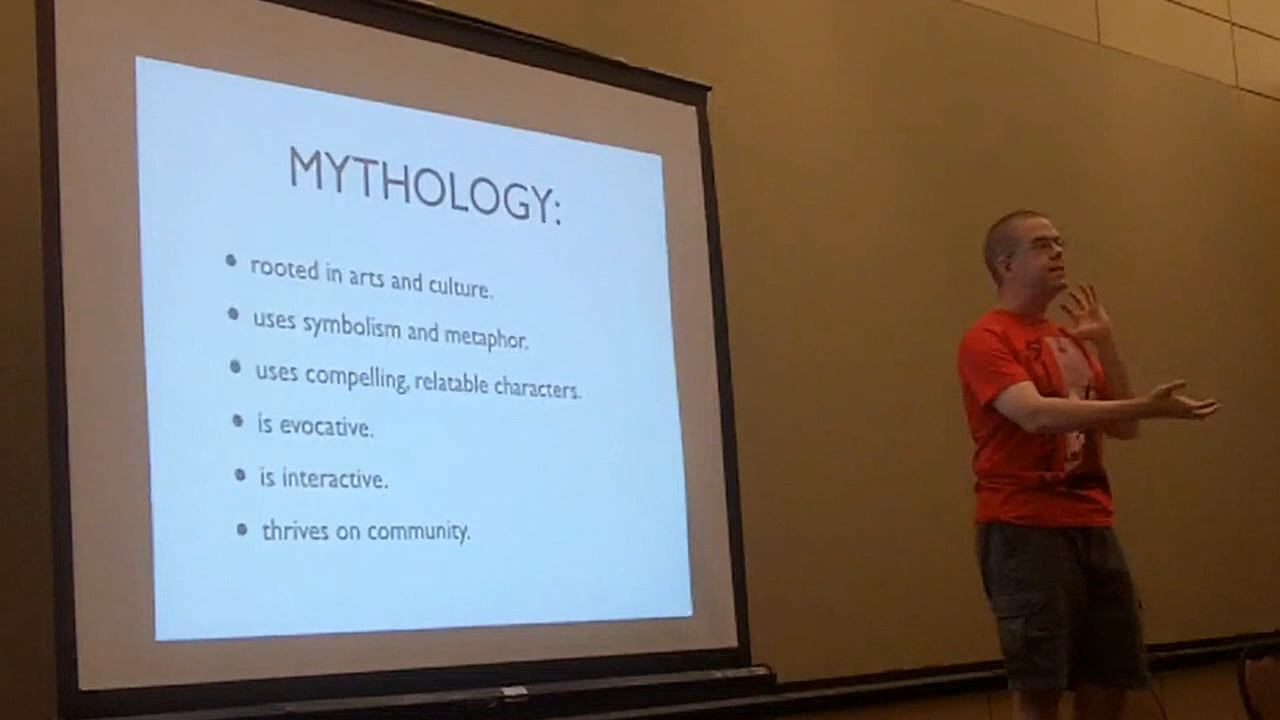 MYTHOLOGY:
rooted in arts and culture.
uses symbolism and metaphor.
uses compelling, relatable characters.
is evocative.
is interactive.
thrives on community.